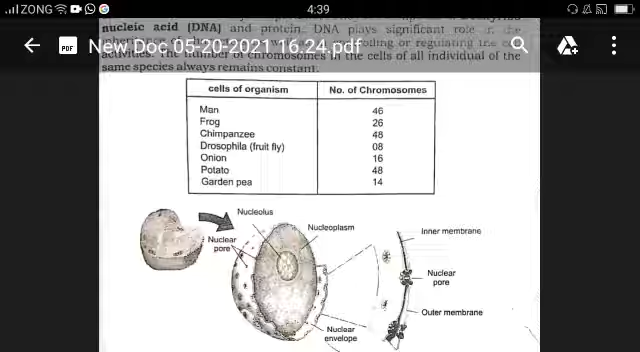 ZONG
4:39
nucleic acid (DNA) and protein. DNA plays significant role
New Doc 05-20-2021 16.24.pdf
PDF
activities. The number of chromosomes in the cells of all individual of the
same species always remains constant.
cells of organism No. of Chromosomes
Man 46
Frog 26
Chimpanzee 48
Drosophila (fruit fly) 08
Onion 16
Potato 48
Garden pea 14
Nucleolus
Nucleoplasm
Nuclear
pore
Inner membrane
Nuclear
pore
Outer membrane
Nuclear
envelope